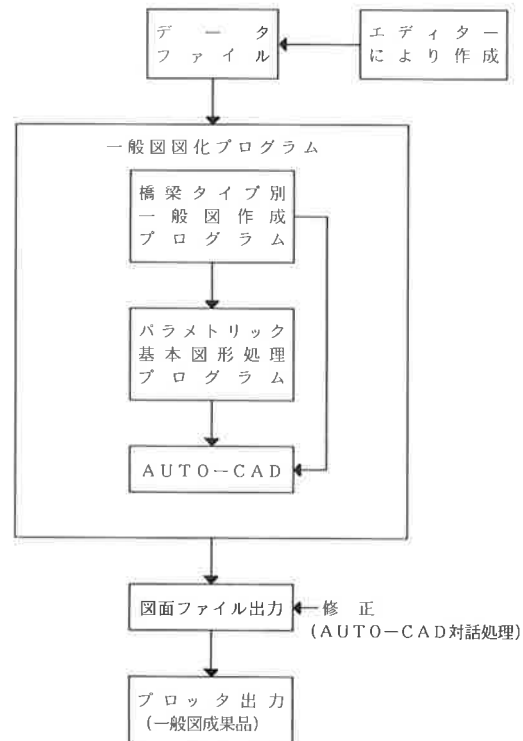 データ
ファイル
エディター
により作成
一般図図化プログラム
橋梁タイプ別
一般図作成
プログラム
パラメトリック
基本図形処理
プログラム
AUTO-CAD
図面ファイル出力
修正
(AUTO-CAD対話処理)
プロッタ出力
(一般図成果品)